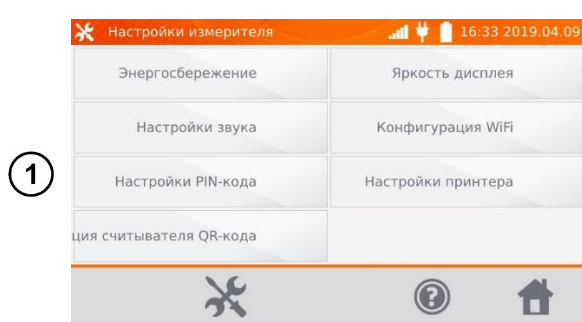 Настройки измерителя 16:33 2019.04.09
Энергосбережение Яркость дисплея
Настройки звука Конфигурация WiFi
1 Настройки PIN-кода Настройки принтера
ция считывателя QR-кода
?